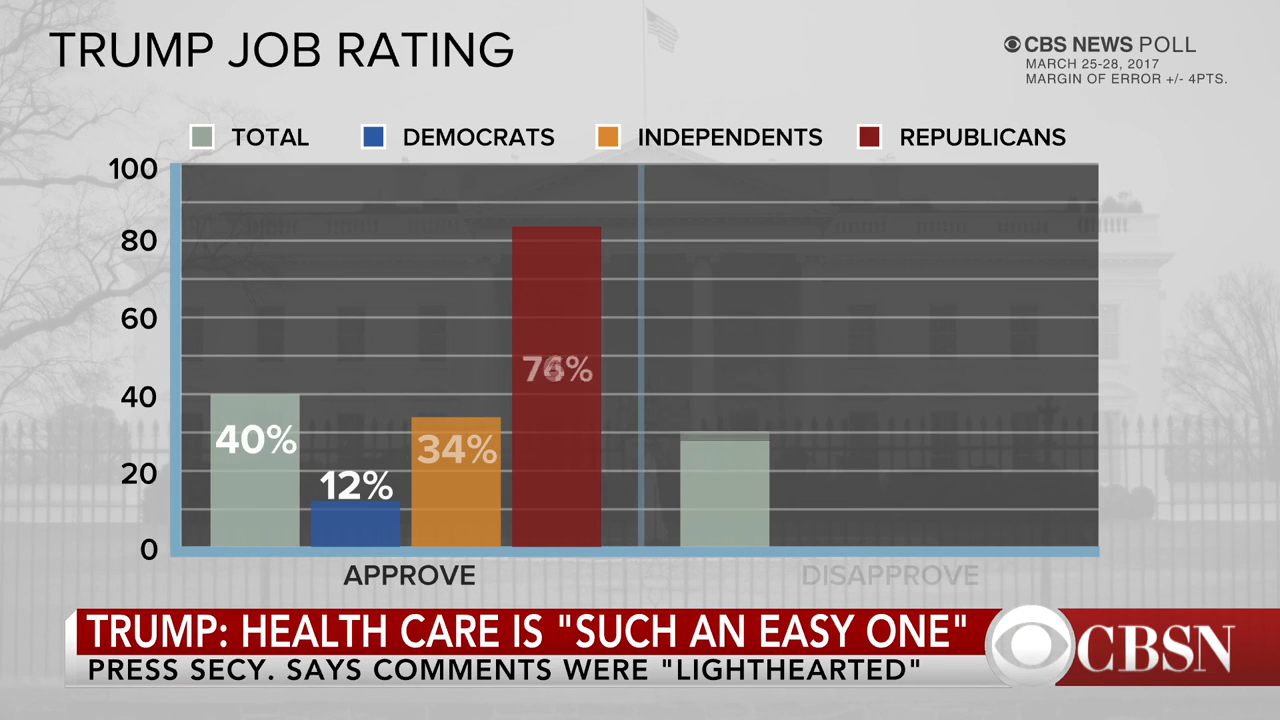 TRUMP JOB RATING
CBS NEWS POLL
MARCH 25-28, 2017
MARGIN OF ERROR +/- 4PTS.
TOTAL DEMOCRATS INDEPENDENTS REPUBLICANS
100
80
60
40
20
0
40%
12%
34%
APPROVE DISAPPROVE
TRUMP: HEALTH CARE IS "SUCH AN EASY ONE"
PRESS SECY. SAYS COMMENTS WERE "LIGHTHEARTED"
CBSN